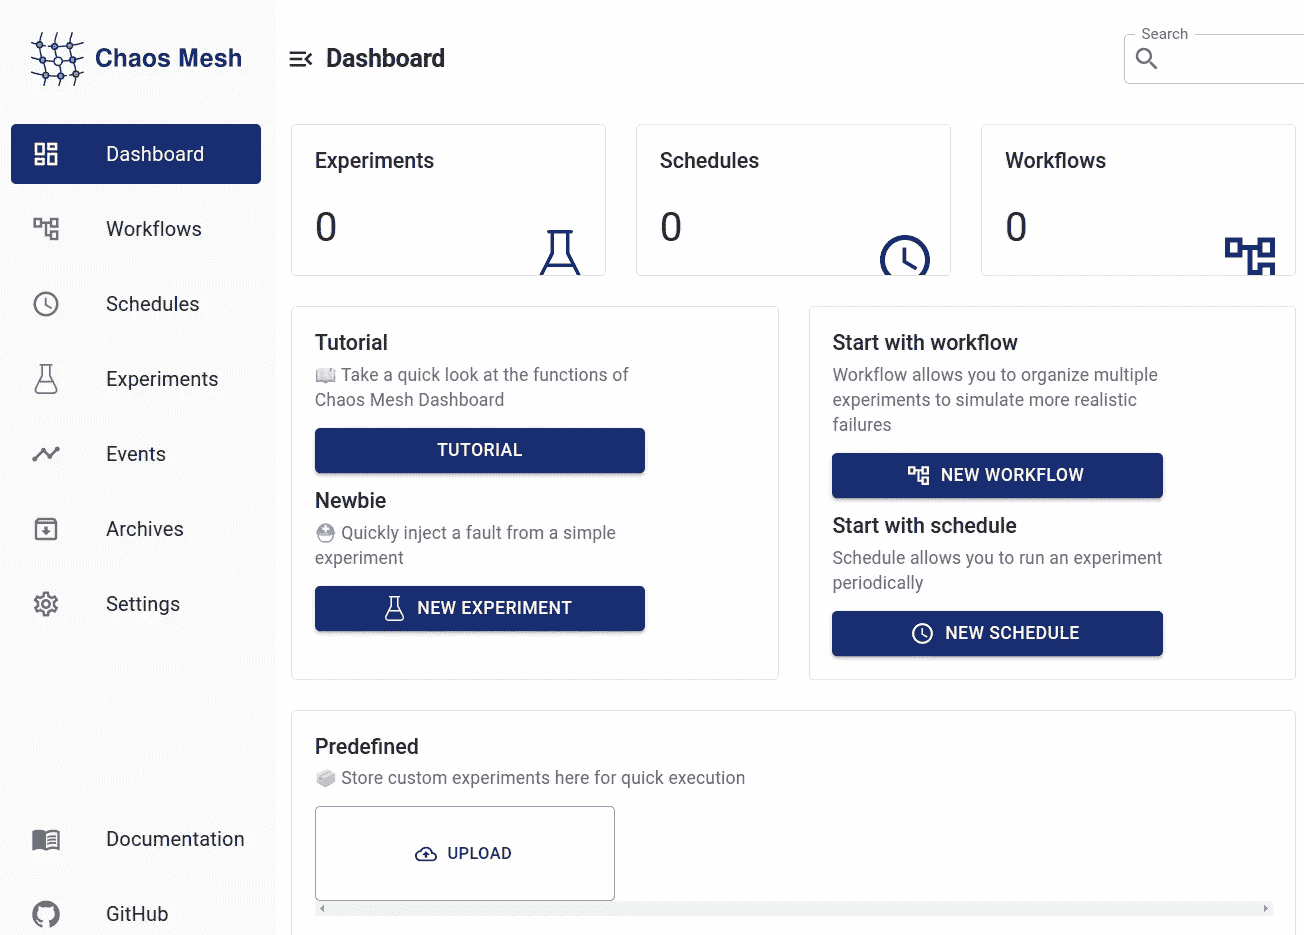 Chaos Mesh
Dashboard
Search
Dashboard
Workflows
Schedules
Experiments
Events
Archives
Settings
Documentation
GitHub
Experiments
0
Schedules
0
Workflows
0
Tutorial
📖 Take a quick look at the functions of
Chaos Mesh Dashboard
TUTORIAL
Newbie
⛑ Quickly inject a fault from a simple
experiment
NEW EXPERIMENT
Start with workflow
Workflow allows you to organize multiple
experiments to simulate more realistic
failures
NEW WORKFLOW
Start with schedule
Schedule allows you to run an experiment
periodically
NEW SCHEDULE
Predefined
📦 Store custom experiments here for quick execution
UPLOAD